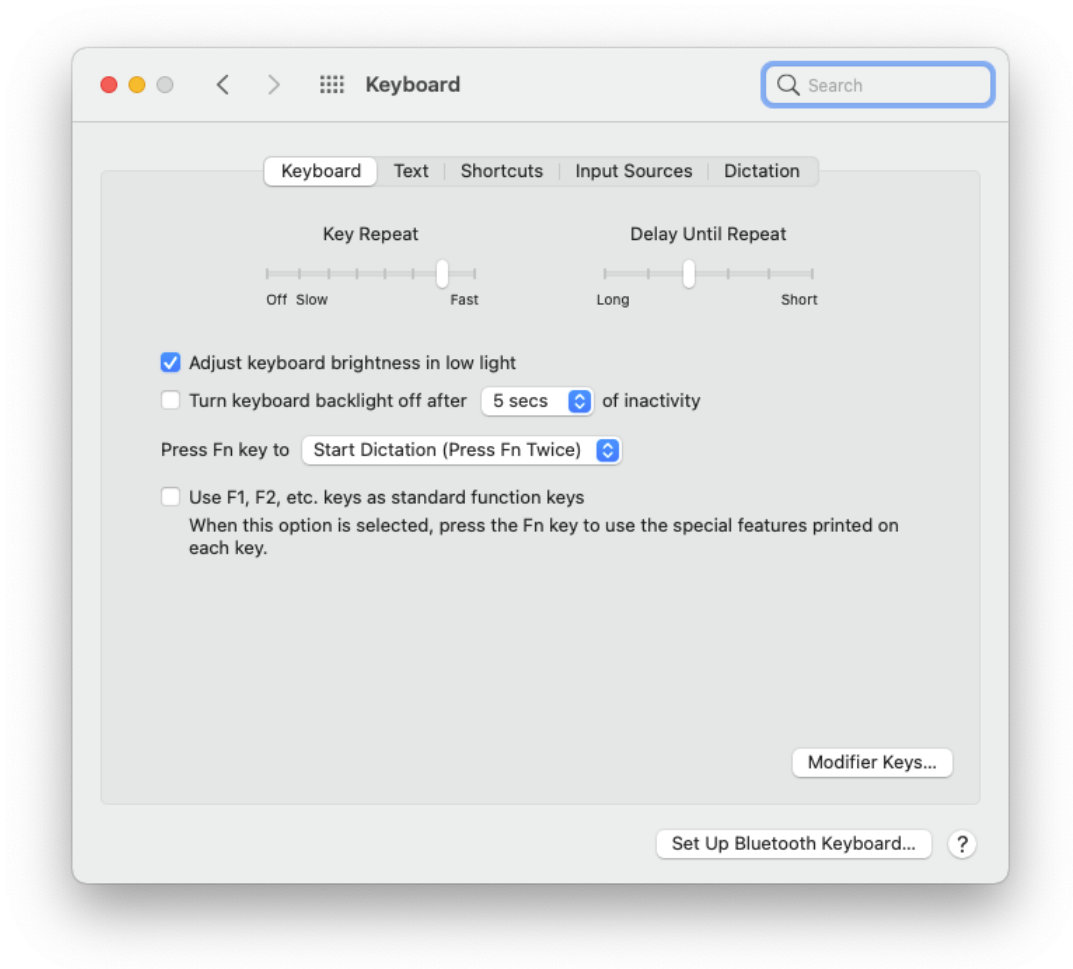 Keyboard
Search
Keyboard Text Shortcuts Input Sources Dictation
Key Repeat Delay Until Repeat
Off Slow Fast Long Short
Adjust keyboard brightness in low light
Turn keyboard backlight off after 5 secs of inactivity
Press Fn key to Start Dictation (Press Fn Twice)
Use F1, F2, etc. keys as standard function keys
When this option is selected, press the Fn key to use the special features printed on
each key.
Modifier Keys...
Set Up Bluetooth Keyboard... ?